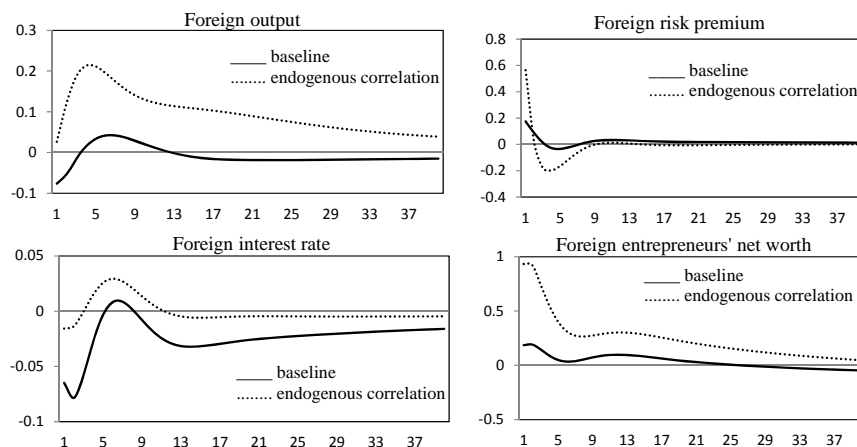 Foreign output
0.3
0.2
0.1
0
-0.1
____ baseline
........ endogenous correlation
1 5 9 13 17 21 25 29 33 37
Foreign risk premium
0.8
0.6
0.4
0.2
0
-0.2
-0.4
____ baseline
........ endogenous correlation
1 5 9 13 17 21 25 29 33 37
Foreign interest rate
0.05
0
-0.05
-0.1
____ baseline
........ endogenous correlation
1 5 9 13 17 21 25 29 33 37
Foreign entrepreneurs' net worth
1
0.5
0
-0.5
____ baseline
........ endogenous correlation
1 5 9 13 17 21 25 29 33 37